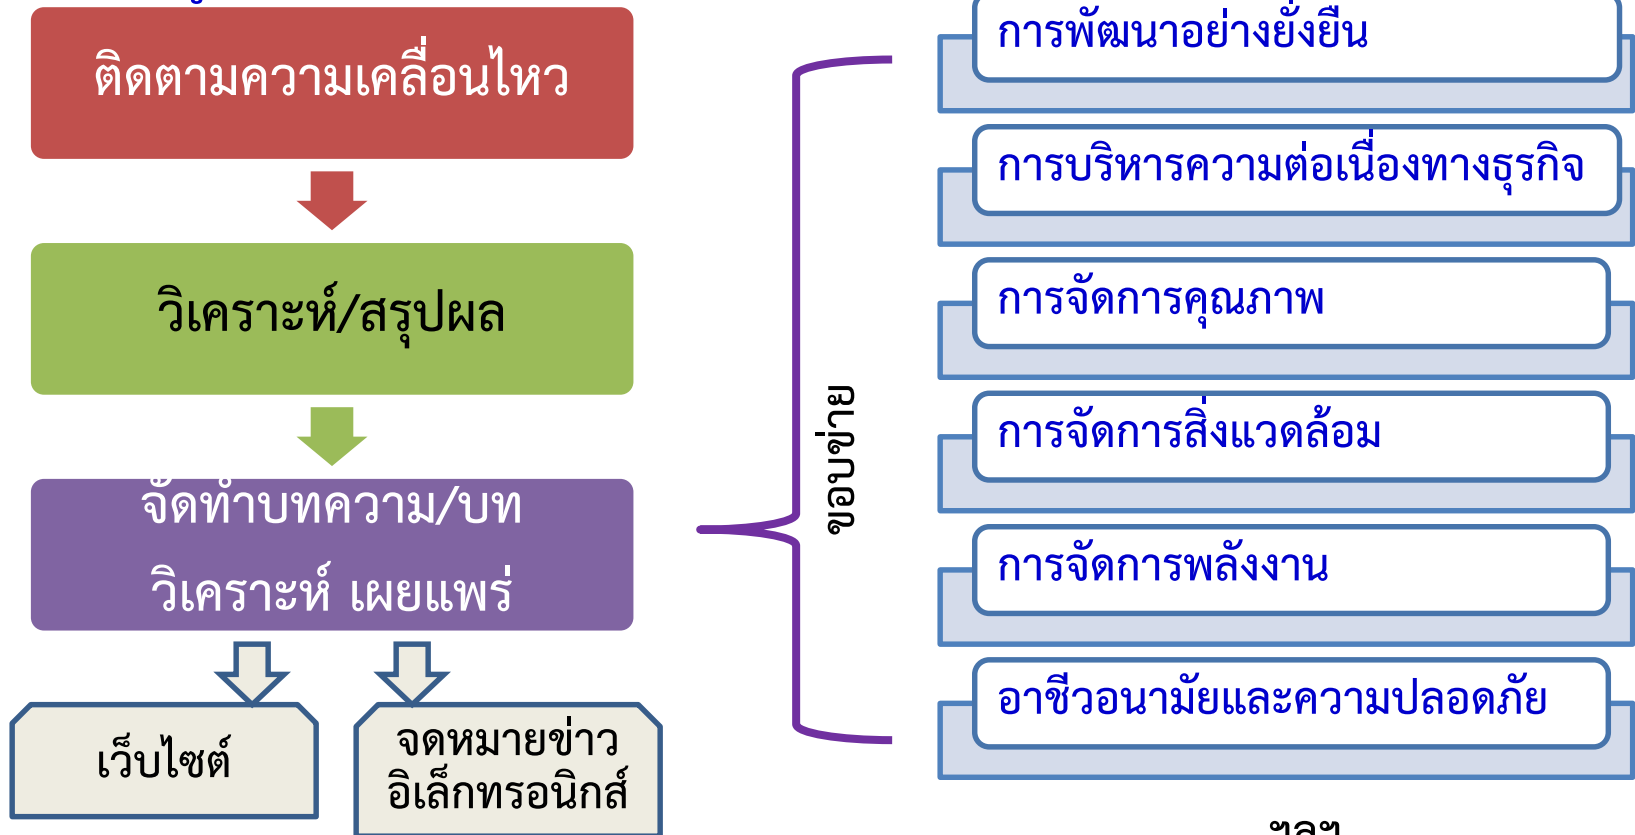 ติดตามความเคลื่อนไหว
วิเคราะห์/สรุปผล
จัดทำบทความ/บท
วิเคราะห์ เผยแพร่
เว็บไซต์
จดหมายข่าว
อิเล็กทรอนิกส์
ขอบข่าย
การพัฒนาอย่างยั่งยืน
การบริหารความต่อเนื่องทางธุรกิจ
การจัดการคุณภาพ
การจัดการสิ่งแวดล้อม
การจัดการพลังงาน
อาชีวอนามัยและความปลอดภัย
ฯลฯ